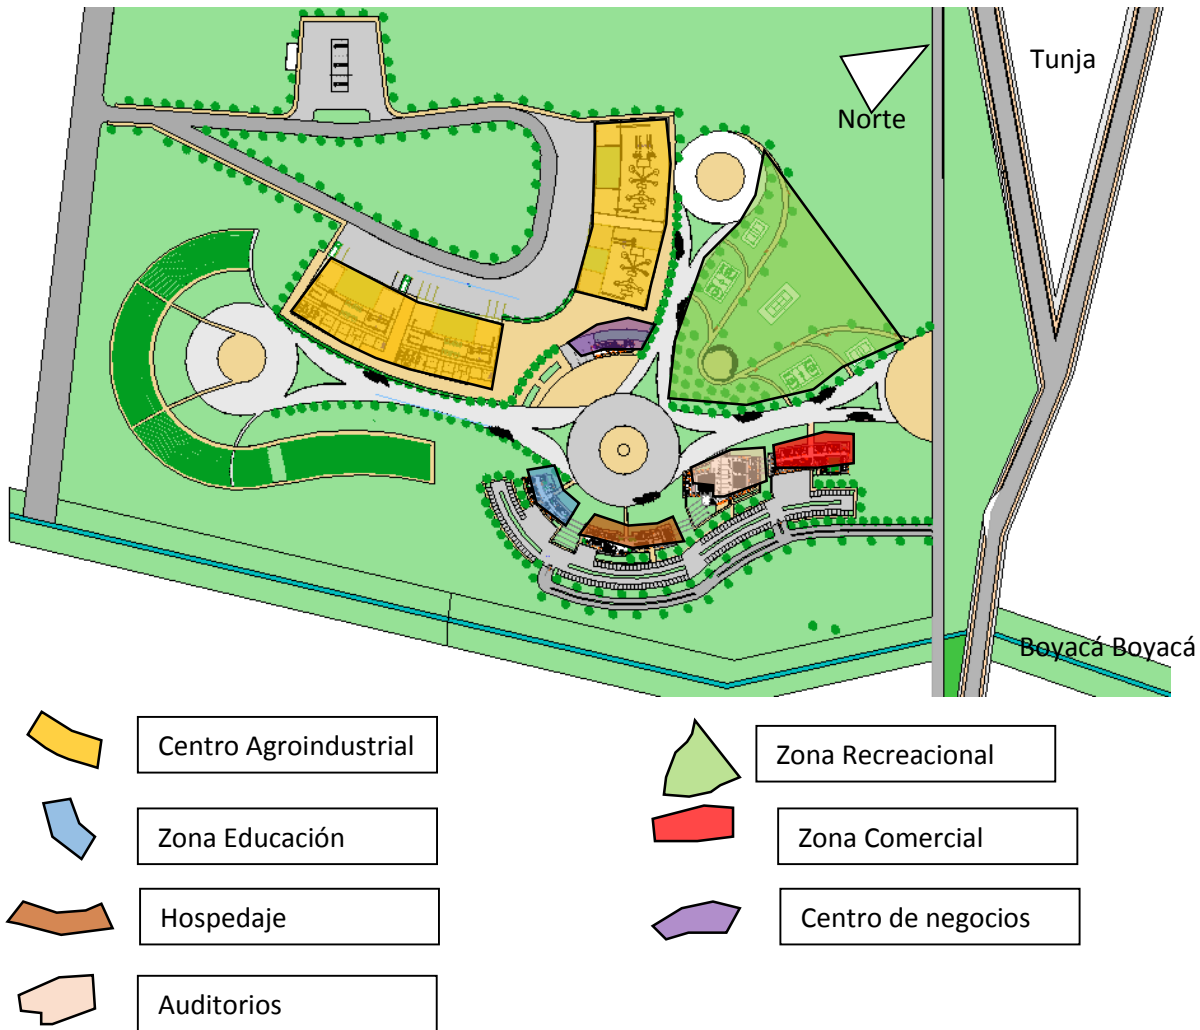 Tunja
Norte
Boyacá Boyacá
Centro Agroindustrial
Zona Recreacional
Zona Educación
Zona Comercial
Hospedaje
Centro de negocios
Auditorios